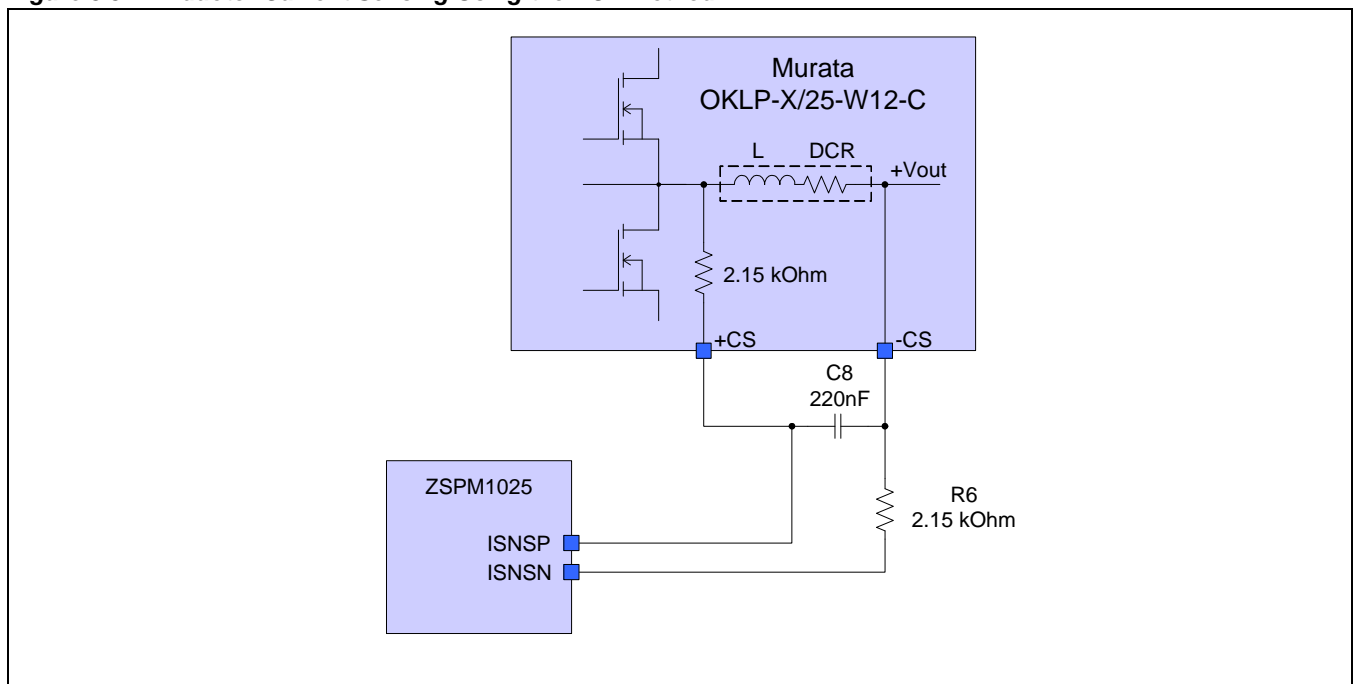 Murata
OKLP-X/25-W12-C
L DCR
+Vout
2.15 kOhm
+CS
-CS
C8
220nF
ZSPM1025
R6
2.15 kOhm
ISNSP
ISNSN